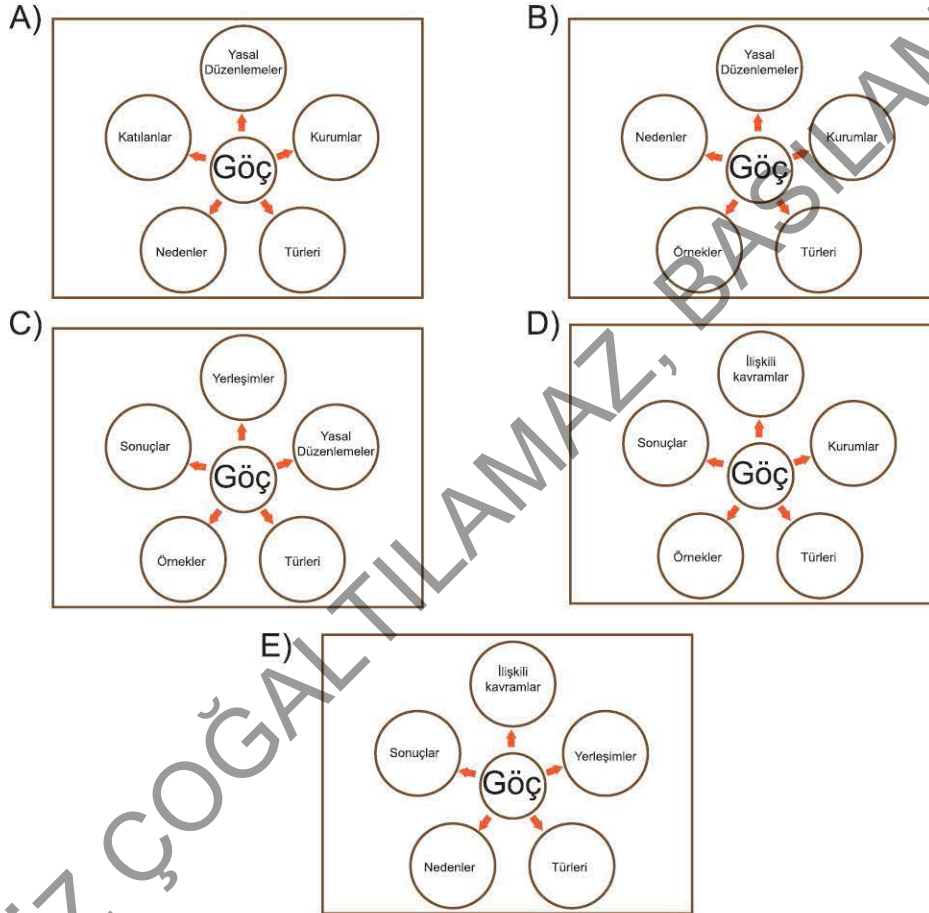 A)
Yasal
Düzenlemeler
Katılanlar
Kurumlar
Göç
Nedenler
Türleri
B)
Yasal
Düzenlemeler
Nedenler
Kurumlar
Göç
Örnekler
Türleri
C)
Yerleşimler
Sonuçlar
Yasal
Düzenlemeler
Göç
Örnekler
Türleri
D)
İlişkili
kavramlar
Sonuçlar
Kurumlar
Göç
Örnekler
Türleri
E)
İlişkili
kavramlar
Sonuçlar
Yerleşimler
Göç
Nedenler
Türleri
ÇOĞALTILAMAZ,